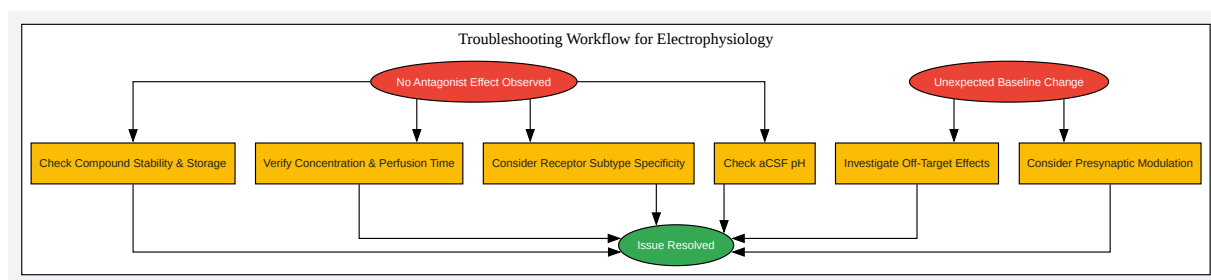 Troubleshooting Workflow for Electrophysiology
No Antagonist Effect Observed
Unexpected Baseline Change
Check Compound Stability & Storage
Verify Concentration & Perfusion Time
Consider Receptor Subtype Specificity
Check aCSF pH
Investigate Off-Target Effects
Consider Presynaptic Modulation
Issue Resolved